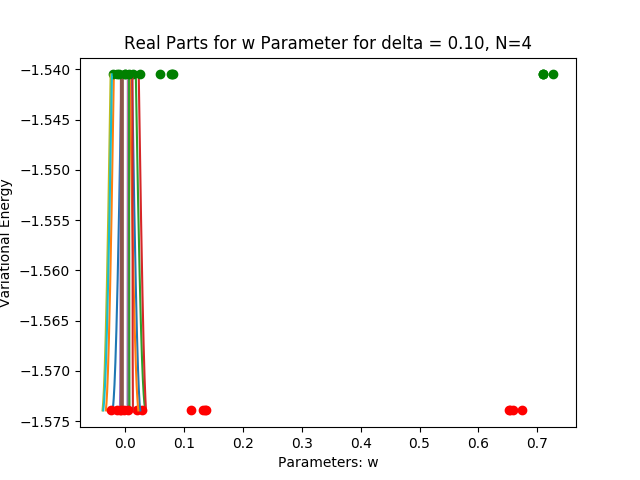 Real Parts for w Parameter for delta = 0.10, N=4
Variational Energy
−1.540
−1.545
−1.550
−1.555
−1.560
−1.565
−1.570
−1.575
0.0 0.1 0.2 0.3 0.4 0.5 0.6 0.7
Parameters: w